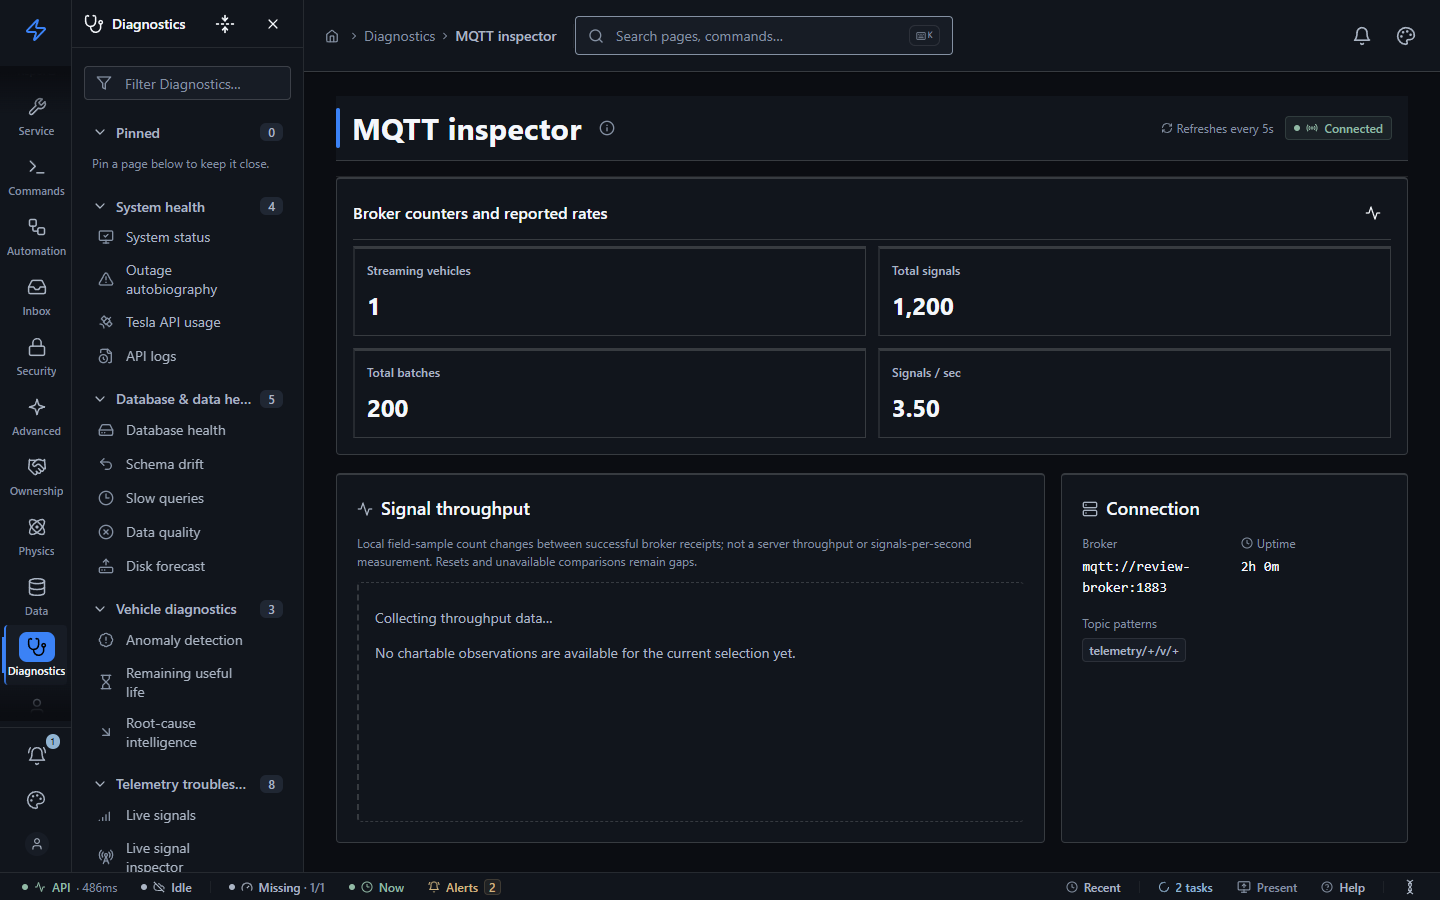 Diagnostics
Diagnostics
MQTT inspector
Search pages, commands...
K
Filter Diagnostics...
Service
Commands
Automation
Inbox
Security
Advanced
Ownership
Physics
Data
Diagnostics
1
Pinned
0
Pin a page below to keep it close.
System health
4
System status
Outage
autobiography
Tesla API usage
API logs
Database & data he...
5
Database health
Schema drift
Slow queries
Data quality
Disk forecast
Vehicle diagnostics
3
Anomaly detection
Remaining useful
life
Root-cause
intelligence
Telemetry troubles...
8
Live signals
Live signal
inspector
MQTT inspector
Refreshes every 5s
Connected
Broker counters and reported rates
Streaming vehicles
1
Total signals
1,200
Total batches
200
Signals / sec
3.50
Signal throughput
Local field-sample count changes between successful broker receipts; not a server throughput or signals-per-second
measurement. Resets and unavailable comparisons remain gaps.
Collecting throughput data...
No chartable observations are available for the current selection yet.
Connection
Broker
mqtt://review-
broker:1883
Uptime
2h 0m
Topic patterns
telemetry/+/v/+
API · 486ms
Idle
Missing · 1/1
Now
Alerts 2
Recent
2 tasks
Present
Help